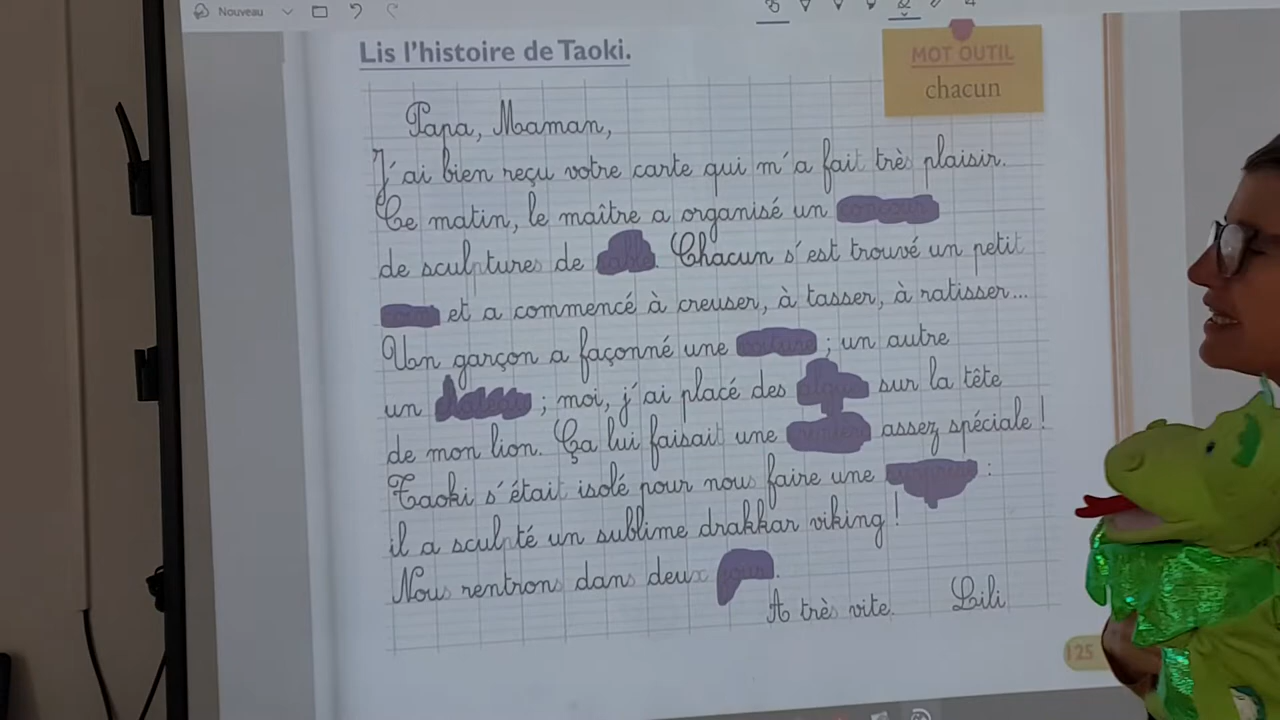 Nouveau
Lis l'histoire de Taoki.
MOT OUTIL
chacun
Papa, Maman,
J'ai bien reçu votre carte qui m'a fait très plaisir.
Ce matin, le maître a organisé un
de sculptures de . Chacun s'est trouvé un petit
et a commencé à creuser, à tasser, à ratisser...
Un garçon a façonné une ; un autre
un ; moi, j'ai placé des sur la tête
de mon lion. Ça lui faisait une assez spéciale !
Taoki s'était isolé pour nous faire une :
il a sculpté un sublime drakkar viking !
Nous rentrons dans deux .
A très vite. Lili
125